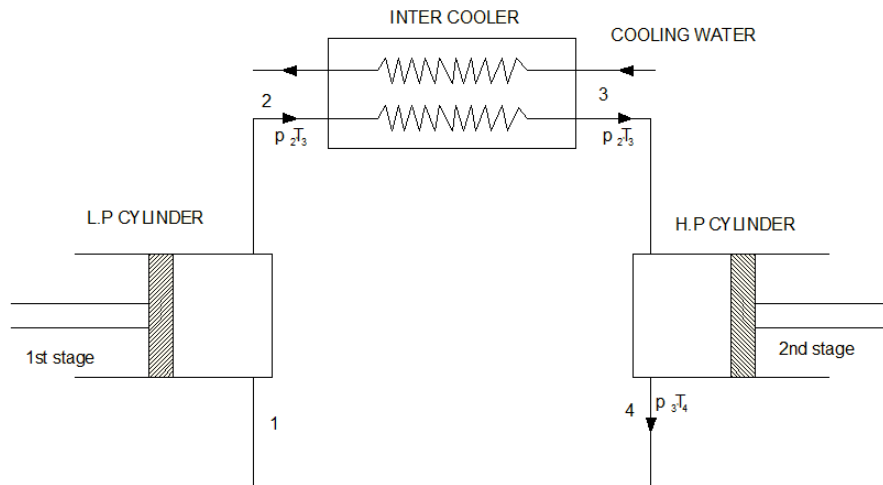 INTER COOLER
COOLING WATER
2
3
p 2T3
p 2T3
L.P CYLINDER
H.P CYLINDER
1st stage
2nd stage
1
4
p 3T4